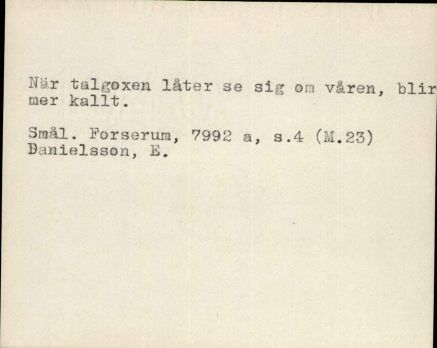 När talgoxen låter se sig om våren, blir
mer kallt.
Smål. Forserum, 7992 a, s.4 (M.23)
Danielsson, E.